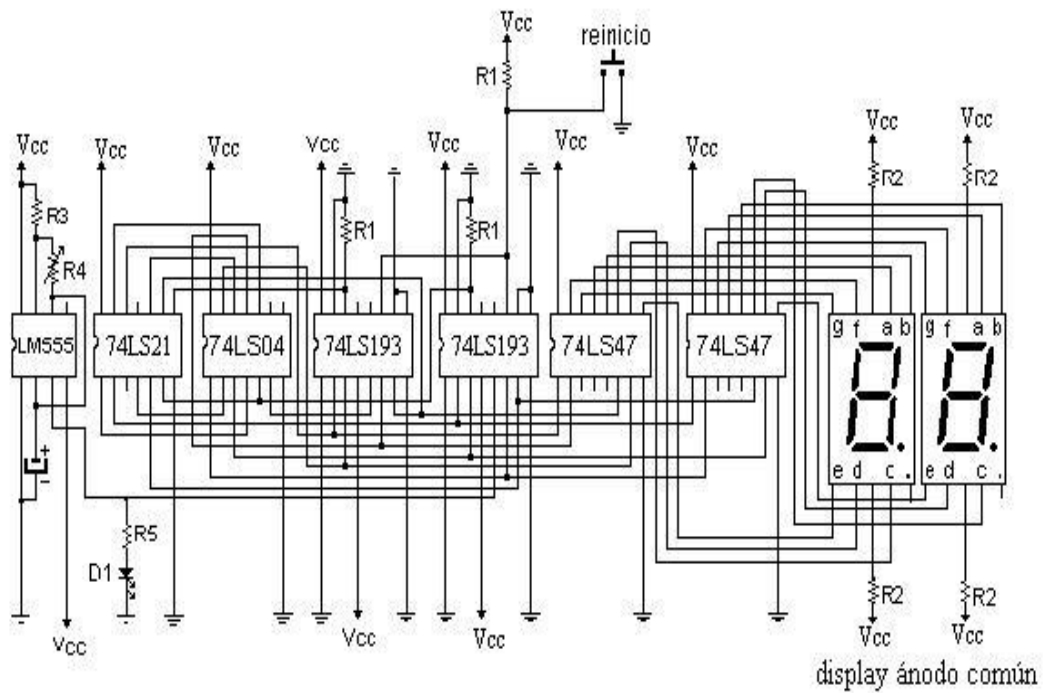 Vcc
reinicio
R1
Vcc
Vcc
Vcc
Vcc
Vcc
Vcc
Vcc
Vcc
Vcc
R3
R4
R1
R1
R2
R2
LM555
74LS21
74LS04
74LS193
74LS193
74LS47
74LS47
g f a b
g f a b
e d c .
e d c .
+
-
R5
D1
R2
R2
Vcc
Vcc
Vcc
Vcc
Vcc
display ánodo común